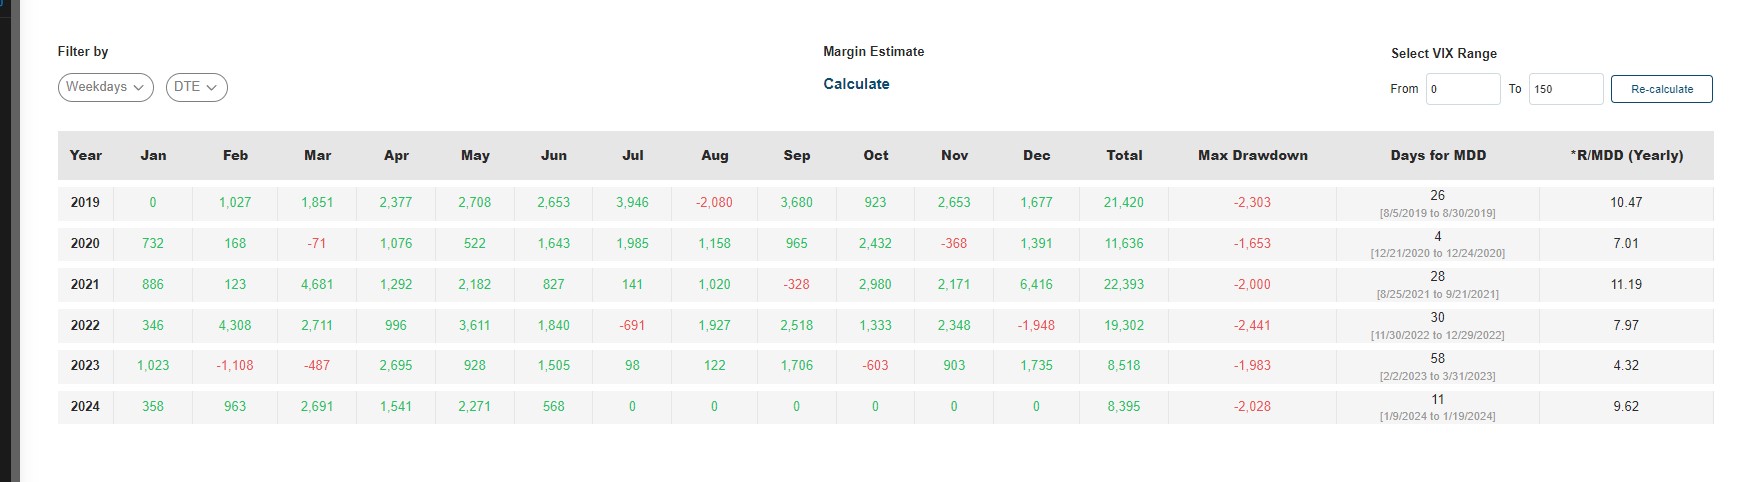 Filter by
Margin Estimate
Select VIX Range
Weekdays
DTE
Calculate
From 0 To 150 Re-calculate
Year Jan Feb Mar Apr May Jun Jul Aug Sep Oct Nov Dec Total Max Drawdown Days for MDD *R/MDD (Yearly)
2019 0 1,027 1,851 2,377 2,708 2,653 3,946 -2,080 3,680 923 2,653 1,677 21,420 -2,303 26 10.47
[8/5/2019 to 8/30/2019]
2020 732 168 -71 1,076 522 1,643 1,985 1,158 965 2,432 -368 1,391 11,636 -1,653 4 7.01
[12/21/2020 to 12/24/2020]
2021 886 123 4,681 1,292 2,182 827 141 1,020 -328 2,980 2,171 6,416 22,393 -2,000 28 11.19
[8/25/2021 to 9/21/2021]
2022 346 4,308 2,711 996 3,611 1,840 -691 1,927 2,518 1,333 2,348 -1,948 19,302 -2,441 30 7.97
[11/30/2022 to 12/29/2022]
2023 1,023 -1,108 -487 2,695 928 1,505 98 122 1,706 -603 903 1,735 8,518 -1,983 58 4.32
[2/2/2023 to 3/31/2023]
2024 358 963 2,691 1,541 2,271 568 0 0 0 0 0 0 8,395 -2,028 11 9.62
[1/9/2024 to 1/19/2024]